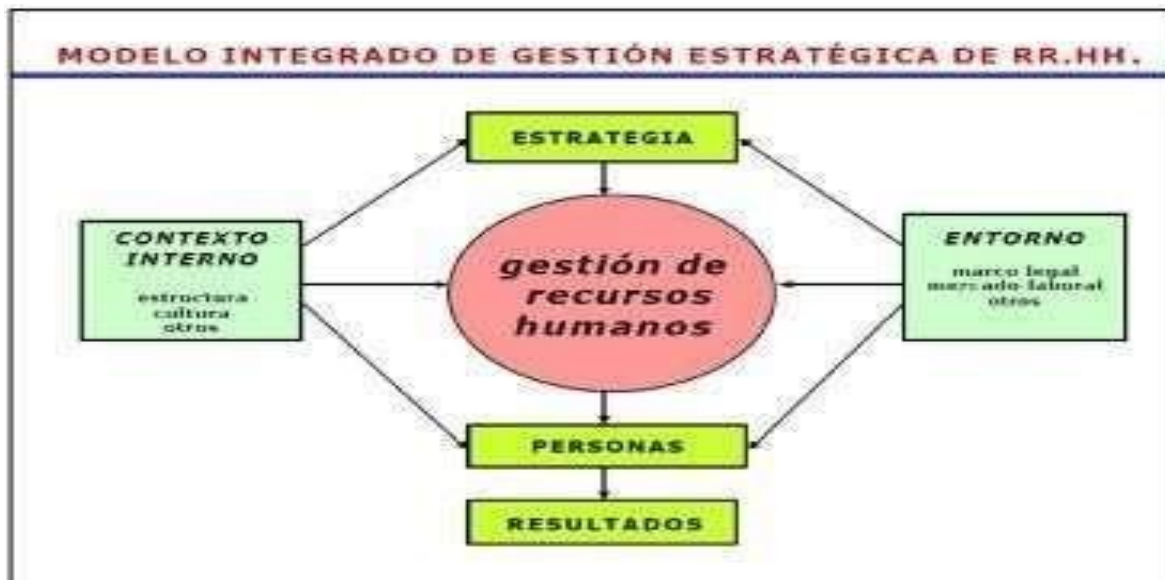 MODELO INTEGRADO DE GESTIÓN ESTRATÉGICA DE RR.HH.
ESTRATEGIA
CONTEXTO
INTERNO
estructura
cultura
otros
gestión de
recursos
humanos
ENTORNO
marco legal
mercado laboral
otros
PERSONAS
RESULTADOS